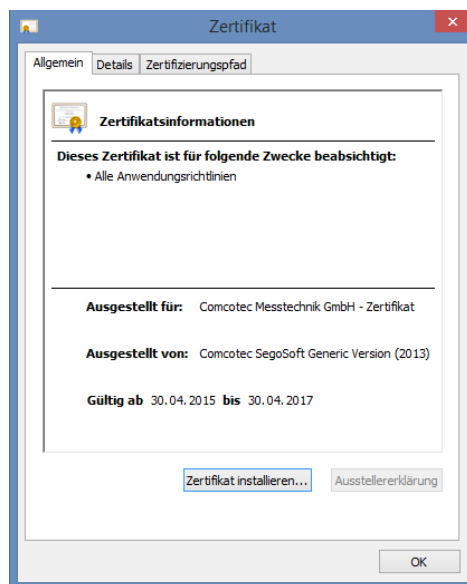 Zertifikat
Allgemein Details Zertifizierungspfad
Zertifikatsinformationen
Dieses Zertifikat ist für folgende Zwecke beabsichtigt:
• Alle Anwendungsrichtlinien
Ausgestellt für: Comcotec Messtechnik GmbH - Zertifikat
Ausgestellt von: Comcotec SegoSoft Generic Version (2013)
Gültig ab 30.04.2015 bis 30.04.2017
Zertifikat installieren... Ausstellererklärung
OK